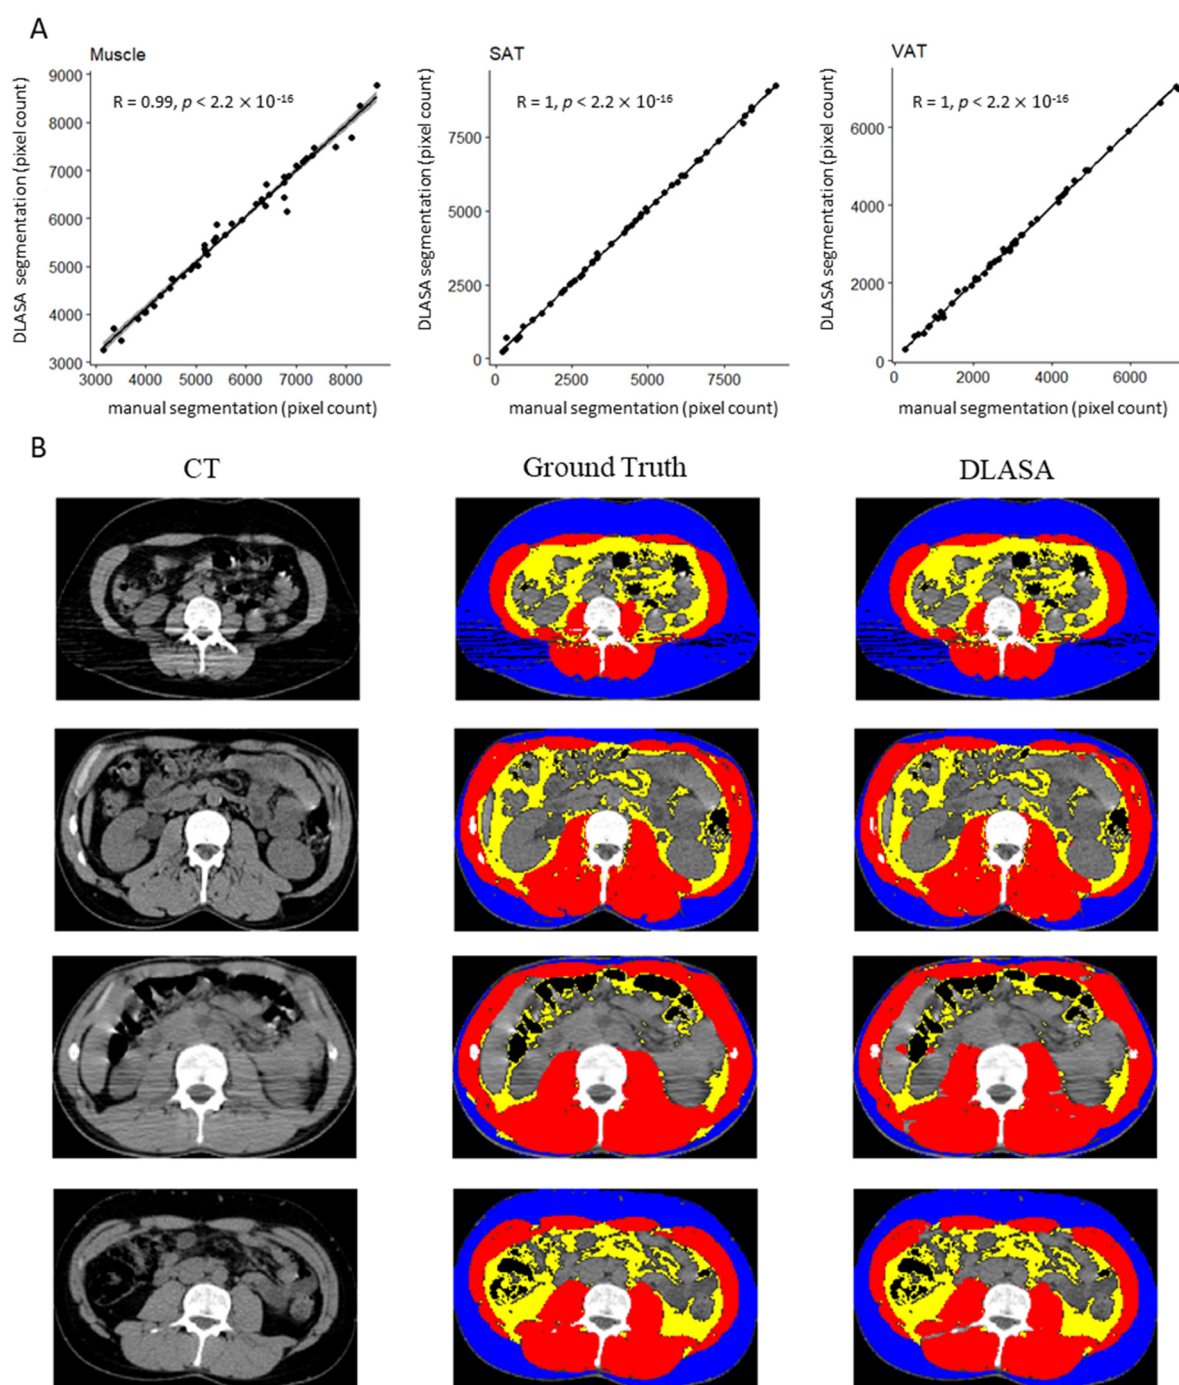 A
Muscle
R = 0.99, p < 2.2 × 10⁻¹⁶
DLASA segmentation (pixel count)
9000
8000
7000
6000
5000
4000
3000
3000 4000 5000 6000 7000 8000
manual segmentation (pixel count)
SAT
R = 1, p < 2.2 × 10⁻¹⁶
DLASA segmentation (pixel count)
7500
5000
2500
0
0 2500 5000 7500
manual segmentation (pixel count)
VAT
R = 1, p < 2.2 × 10⁻¹⁶
DLASA segmentation (pixel count)
6000
4000
2000
0
0 2000 4000 6000
manual segmentation (pixel count)
B
CT Ground Truth DLASA